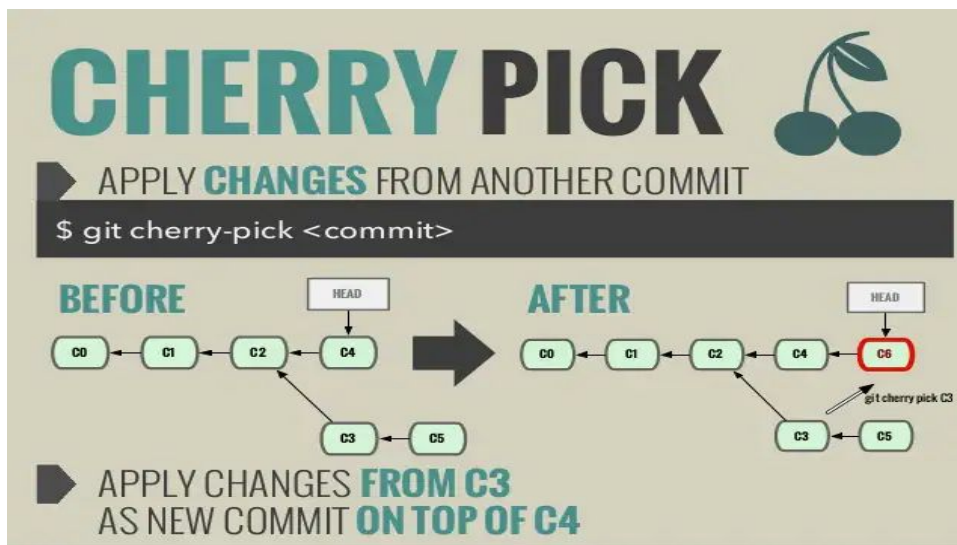 CHERRY PICK
APPLY CHANGES FROM ANOTHER COMMIT
$ git cherry-pick <commit>
BEFORE
HEAD
C0
C1
C2
C4
C3
C5
AFTER
HEAD
C0
C1
C2
C4
C6
git cherry pick C3
C3
C5
APPLY CHANGES FROM C3
AS NEW COMMIT ON TOP OF C4